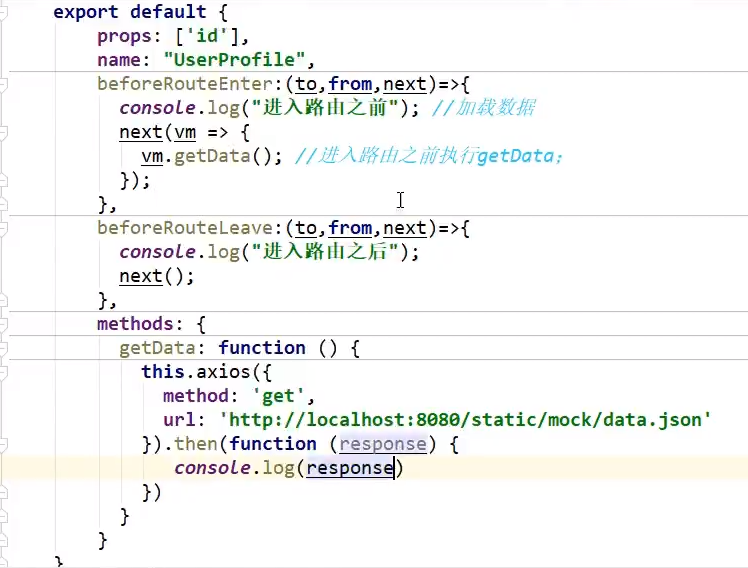 export default {
props: ['id'],
name: "UserProfile",
beforeRouteEnter:(to,from,next)=>{
console.log("进入路由之前"); //加载数据
next(vm => {
vm.getData(); //进入路由之前执行getData;
});
},
beforeRouteLeave:(to,from,next)=>{
console.log("进入路由之后");
next();
},
methods: {
getData: function () {
this.axios({
method: 'get',
url: 'http://localhost:8080/static/mock/data.json'
}).then(function (response) {
console.log(response)
})
}
}
}